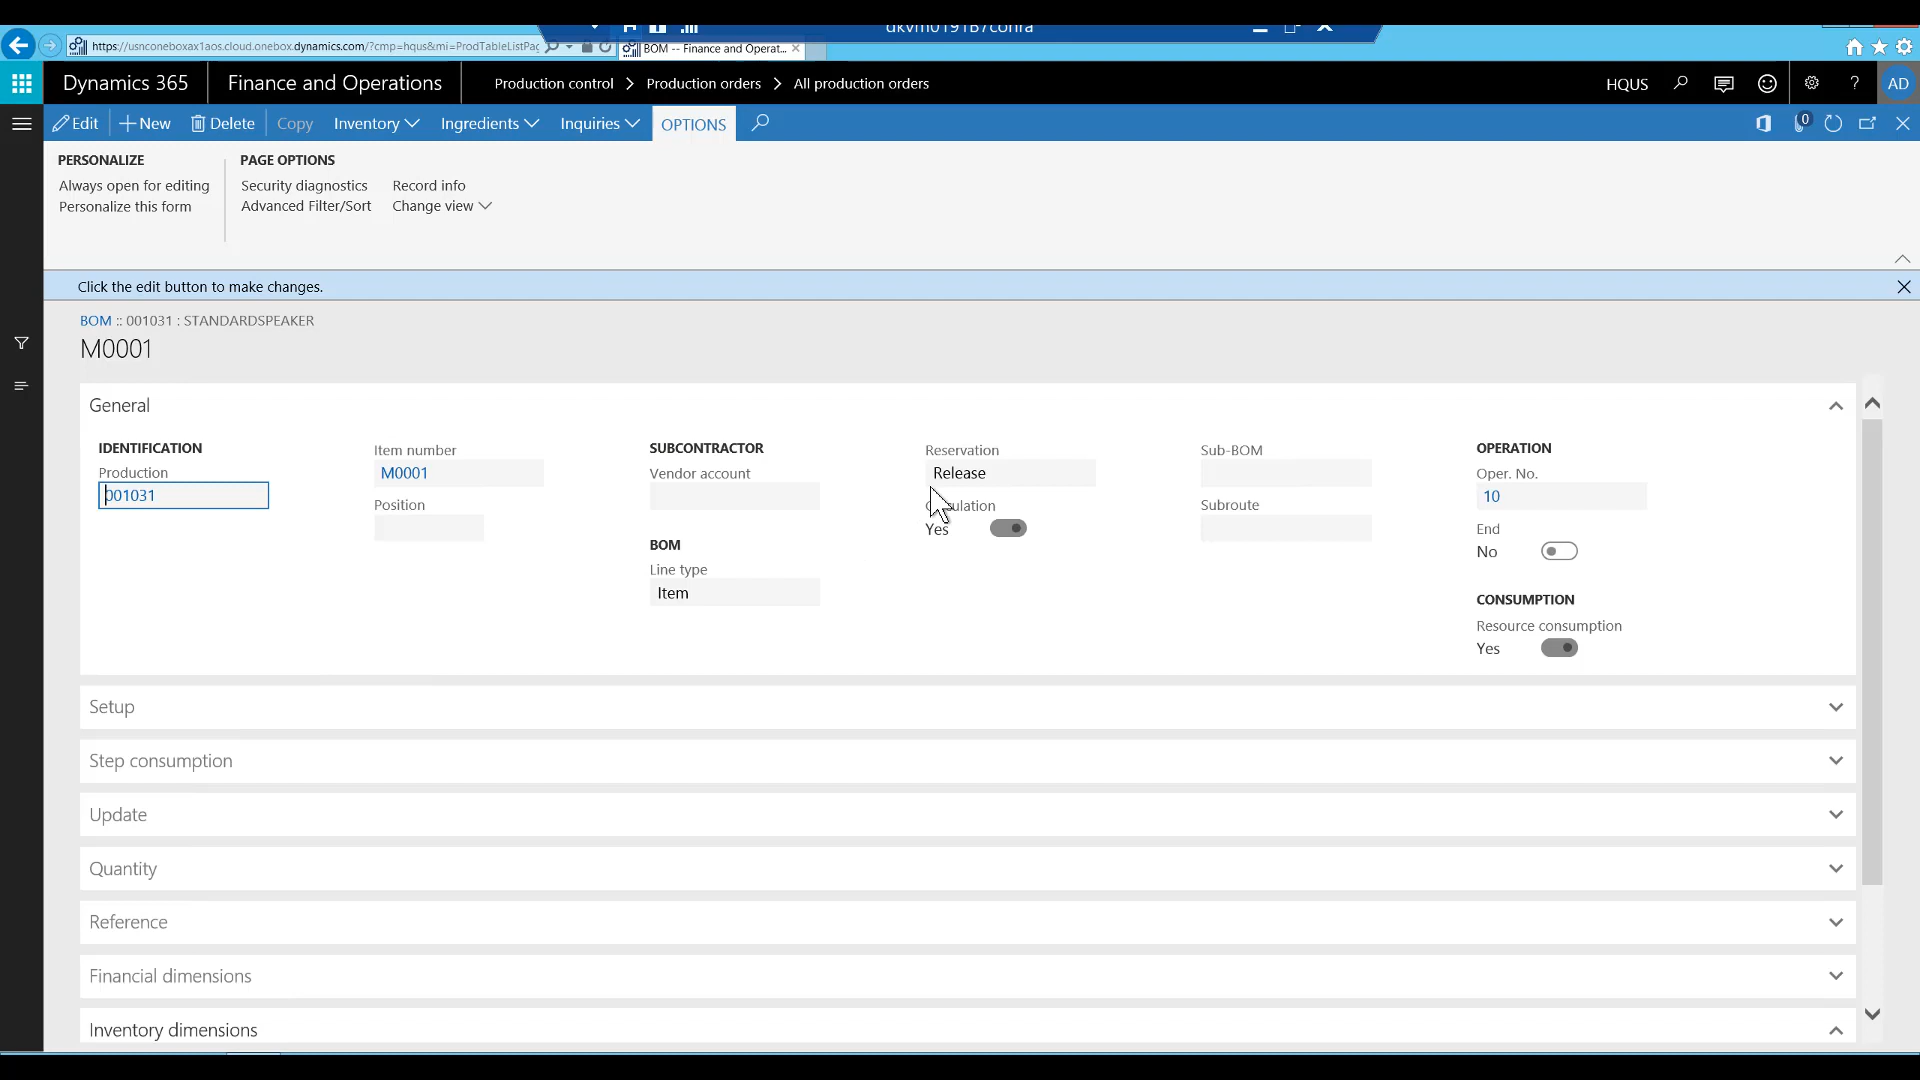 dkvm0191b7conra
https://usnconeboxax1aos.cloud.onebox.dynamics.com/?cmp=hqus&mi=ProdTableListPag
BOM -- Finance and Operat...
Dynamics 365
Finance and Operations
Production control > Production orders > All production orders
HQUS
?
AD
Edit
New
Delete
Copy
Inventory
Ingredients
Inquiries
OPTIONS
0
PERSONALIZE
Always open for editing
Personalize this form
PAGE OPTIONS
Security diagnostics
Advanced Filter/Sort
Record info
Change view
Click the edit button to make changes.
BOM :: 001031 : STANDARDSPEAKER
M0001
General
IDENTIFICATION
Production
001031
Item number
M0001
Position
SUBCONTRACTOR
Vendor account
BOM
Line type
Item
Reservation
Release
Yes
Sub-BOM
Subroute
OPERATION
Oper. No.
10
End
No
CONSUMPTION
Resource consumption
Yes
Setup
Step consumption
Update
Quantity
Reference
Financial dimensions
Inventory dimensions